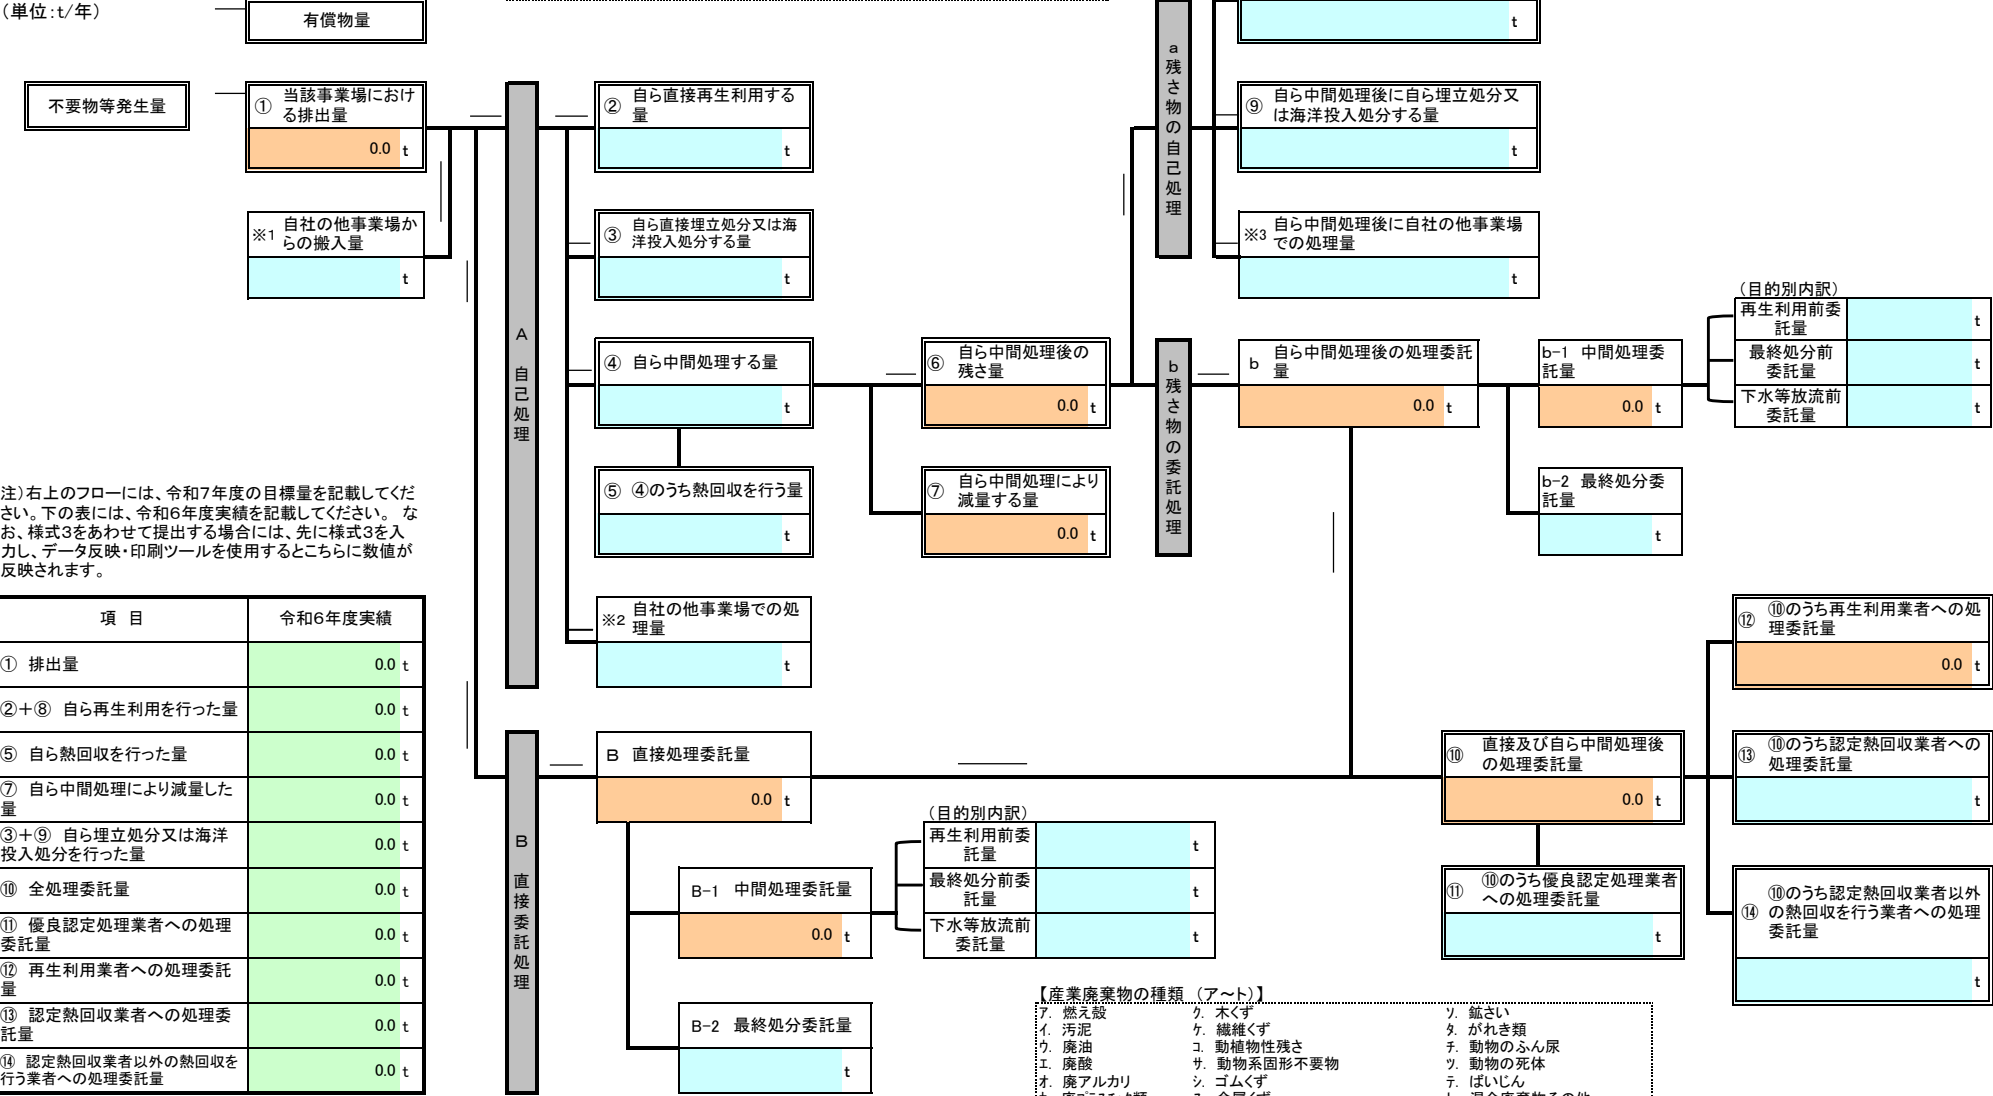 （単位:t/年）
有償物量
t
不要物等発生量
① 当該事業場におけ
る排出量
0.0 t
※1 自社の他事業場か
らの搬入量
t
A 自己処理
② 自ら直接再生利用する
量
t
③ 自ら直接埋立処分又は海
洋投入処分する量
t
④ 自ら中間処理する量
t
⑤ ④のうち熱回収を行う量
t
※2 自社の他事業場での処
理量
t
⑥ 自ら中間処理後の
残さ量
0.0 t
⑦ 自ら中間処理により
減量する量
0.0 t
a残さ物の自己処理
⑨ 自ら中間処理後に自ら埋立処分又
は海洋投入処分する量
t
※3 自ら中間処理後に自社の他事業場
での処理量
t
b残さ物の委託処理
b 自ら中間処理後の処理委託
量
0.0 t
b-1 中間処理委
託量
0.0 t
b-2 最終処分委
託量
t
（目的別内訳）
再生利用前委
託量
t
最終処分前
委託量
t
下水等放流前
委託量
t
注）右上のフローには、令和7年度の目標量を記載してくだ
さい。下の表には、令和6年度実績を記載してください。 な
お、様式3をあわせて提出する場合には、先に様式3を入
力し、データ反映・印刷ツールを使用するとこちらに数値が
反映されます。
項 目 令和6年度実績
① 排出量 0.0 t
②＋⑧ 自ら再生利用を行った量 0.0 t
⑤ 自ら熱回収を行った量 0.0 t
⑦ 自ら中間処理により減量した
量 0.0 t
③＋⑨ 自ら埋立処分又は海洋
投入処分を行った量 0.0 t
⑩ 全処理委託量 0.0 t
⑪ 優良認定処理業者への処理
委託量 0.0 t
⑫ 再生利用業者への処理委託
量 0.0 t
⑬ 認定熱回収業者への処理委
託量 0.0 t
⑭ 認定熱回収業者以外の熱回収を
行う業者への処理委託量 0.0 t
B 直接委託処理
B 直接処理委託量
0.0 t
B-1 中間処理委託量
0.0 t
B-2 最終処分委託量
t
（目的別内訳）
再生利用前委
託量
t
最終処分前委
託量
t
下水等放流前
委託量
t
⑩ 直接及び自ら中間処理後
の処理委託量
0.0 t
⑪ ⑩のうち優良認定処理業者
への処理委託量
t
⑫ ⑩のうち再生利用業者への処
理委託量
0.0 t
⑬ ⑩のうち認定熱回収業者への
処理委託量
t
⑭ ⑩のうち認定熱回収業者以外
の熱回収を行う業者への処理
委託量
t
【産業廃棄物の種類 （ア～ト）】
ア. 燃え殻 ク. 木くず ソ. 鉱さい
イ. 汚泥 ケ. 繊維くず タ. がれき類
ウ. 廃油 コ. 動植物性残さ チ. 動物のふん尿
エ. 廃酸 サ. 動物系固形不要物 ツ. 動物の死体
オ. 廃アルカリ シ. ゴムくず テ. ばいじん